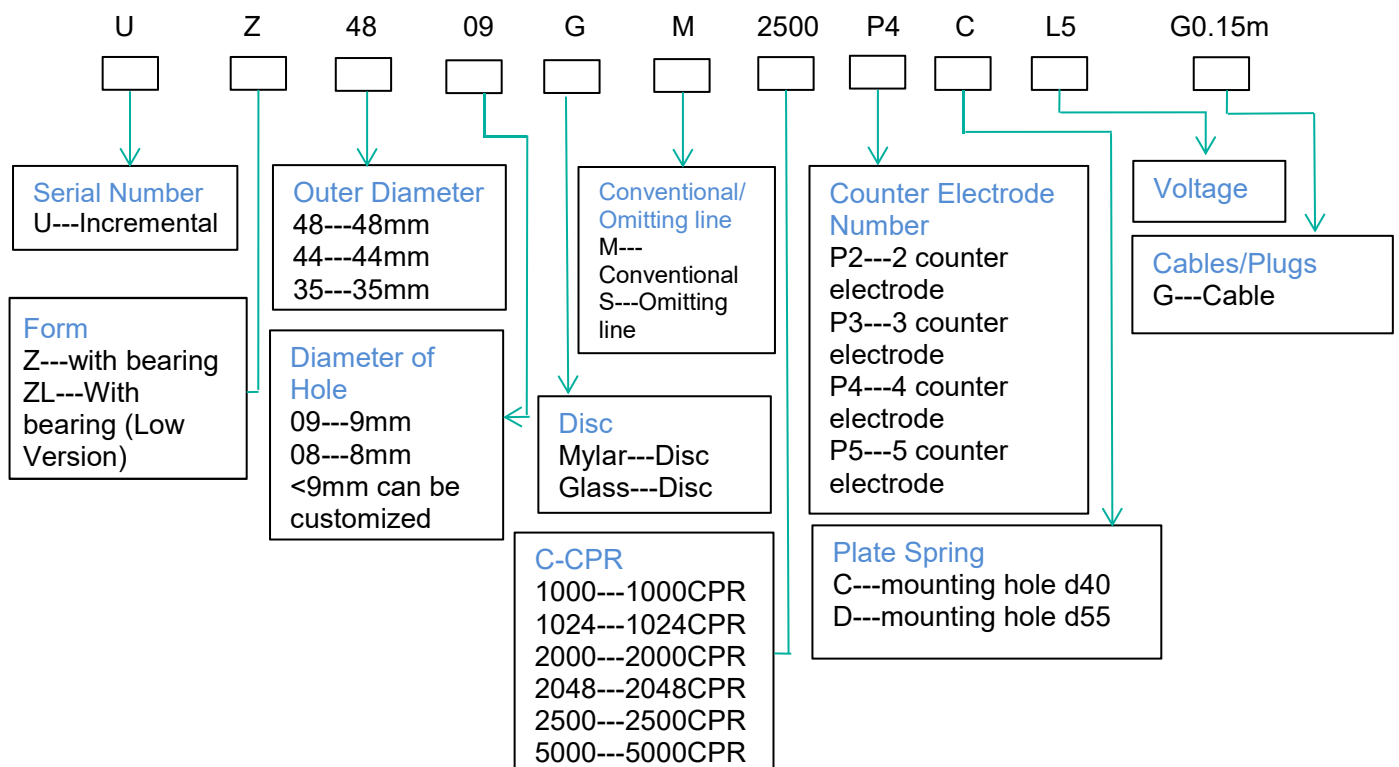 U Z 48 09 G M 2500 P4 C L5 G0.15m
Serial Number
U---Incremental
Form
Z---with bearing
ZL---With
bearing (Low
Version)
Outer Diameter
48---48mm
44---44mm
35---35mm
Diameter of
Hole
09---9mm
08---8mm
<9mm can be
customized
Conventional/
Omitting line
M---
Conventional
S---Omitting
line
Disc
Mylar---Disc
Glass---Disc
C-CPR
1000---1000CPR
1024---1024CPR
2000---2000CPR
2048---2048CPR
2500---2500CPR
5000---5000CPR
Counter Electrode
Number
P2---2 counter
electrode
P3---3 counter
electrode
P4---4 counter
electrode
P5---5 counter
electrode
Plate Spring
C---mounting hole d40
D---mounting hole d55
Voltage
Cables/Plugs
G---Cable